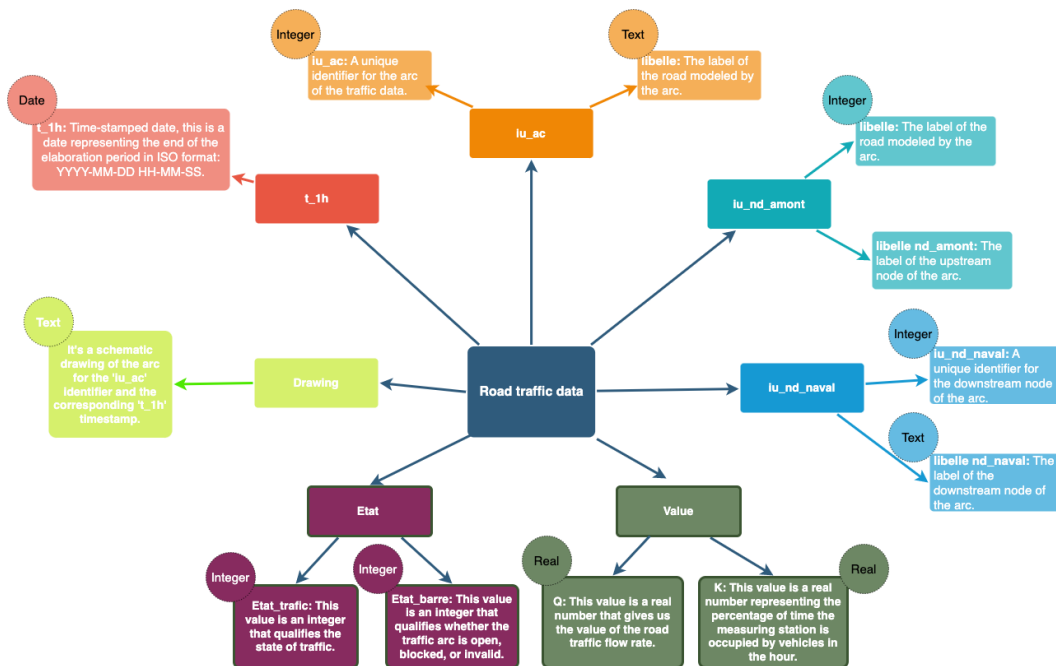 Integer
iu_ac: A unique
identifier for the arc
of the traffic data.
Text
libelle: The label of
the road modeled by
the arc.
iu_ac
Date
t_1h: Time-stamped date, this is a
date representing the end of the
elaboration period in ISO format:
YYYY-MM-DD HH-MM-SS.
t_1h
Integer
libelle: The label of the
road modeled by the
arc.
iu_nd_amont
libelle nd_amont: The
label of the upstream
node of the arc.
Text
It's a schematic
drawing of the arc
for the 'iu_ac'
identifier and the
corresponding 't_1h'
timestamp.
Drawing
Road traffic data
iu_nd_naval
Integer
iu_nd_naval: A
unique identifier for
the downstream node
of the arc.
Text
libelle nd_naval: The
label of the
downstream node of
the arc.
Etat
Value
Integer
Etat_trafic: This
value is an integer
that qualifies the
state of traffic.
Integer
Etat_barre: This value
is an integer that
qualifies whether the
traffic arc is open,
blocked, or invalid.
Real
Q: This value is a real
number that gives us
the value of the road
traffic flow rate.
Real
K: This value is a real
number representing the
percentage of time the
measuring station is
occupied by vehicles in
the hour.